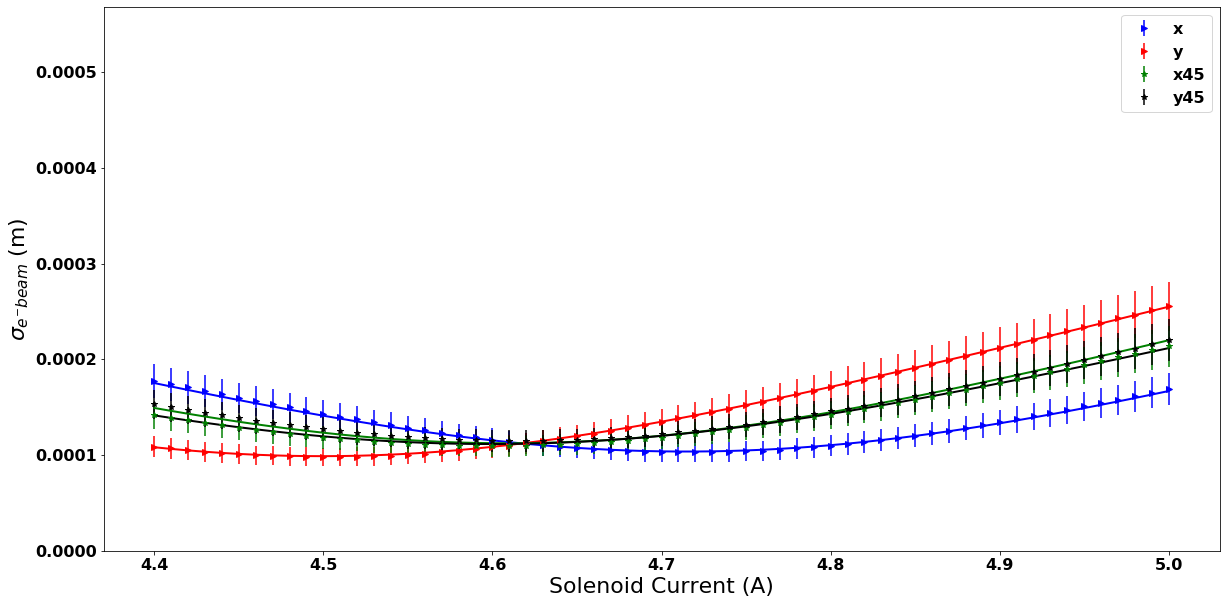 x
y
x45
y45
0.0005
0.0004
0.0003
0.0002
0.0001
0.0000
σe⁻beam (m)
4.4 4.5 4.6 4.7 4.8 4.9 5.0
Solenoid Current (A)